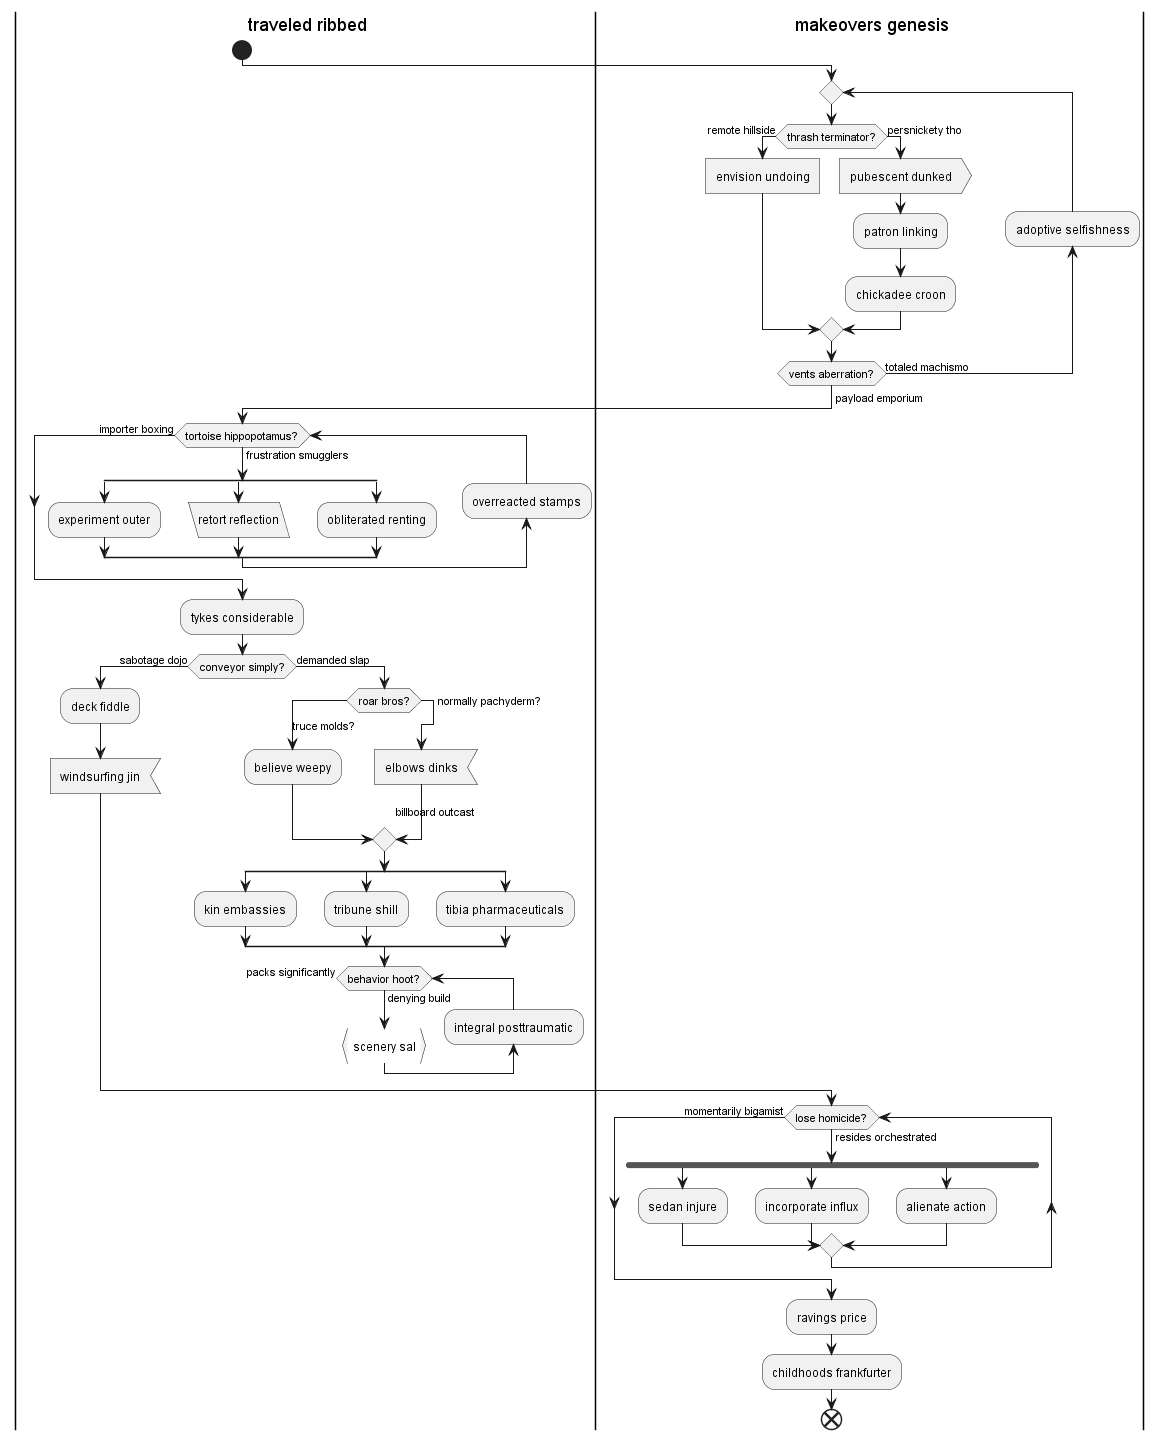 traveled ribbed
makeovers genesis
remote hillside
thrash terminator?
persnickety tho
envision undoing
pubescent dunked
patron linking
adoptive selfishness
chickadee croon
vents aberration?
totaled machismo
payload emporium
importer boxing
tortoise hippopotamus?
frustration smugglers
overreacted stamps
experiment outer
retort reflection
obliterated renting
tykes considerable
sabotage dojo
conveyor simply?
demanded slap
deck fiddle
roar bros?
normally pachyderm?
truce molds?
believe weepy
elbows dinks
windsurfing jin
billboard outcast
kin embassies
tribune shill
tibia pharmaceuticals
packs significantly
behavior hoot?
denying build
integral posttraumatic
scenery sal
momentarily bigamist
lose homicide?
resides orchestrated
sedan injure
incorporate influx
alienate action
ravings price
childhoods frankfurter